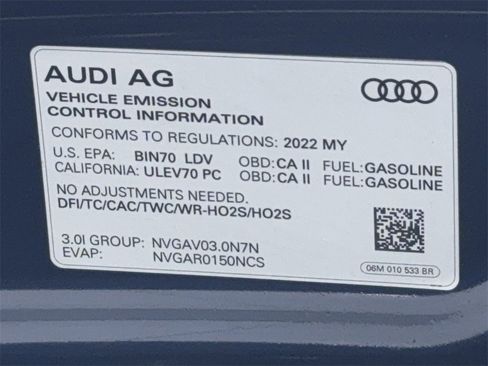 AUDI AG
VEHICLE EMISSION
CONTROL INFORMATION
CONFORMS TO REGULATIONS: 2022 MY
U.S. EPA: BIN70 LDV OBD:CA II FUEL:GASOLINE
CALIFORNIA: ULEV70 PC OBD:CA II FUEL:GASOLINE
NO ADJUSTMENTS NEEDED.
DFI/TC/CAC/TWC/WR-HO2S/HO2S
3.0l GROUP: NVGAV03.0N7N
EVAP: NVGAR0150NCS
06M 010 533 BR